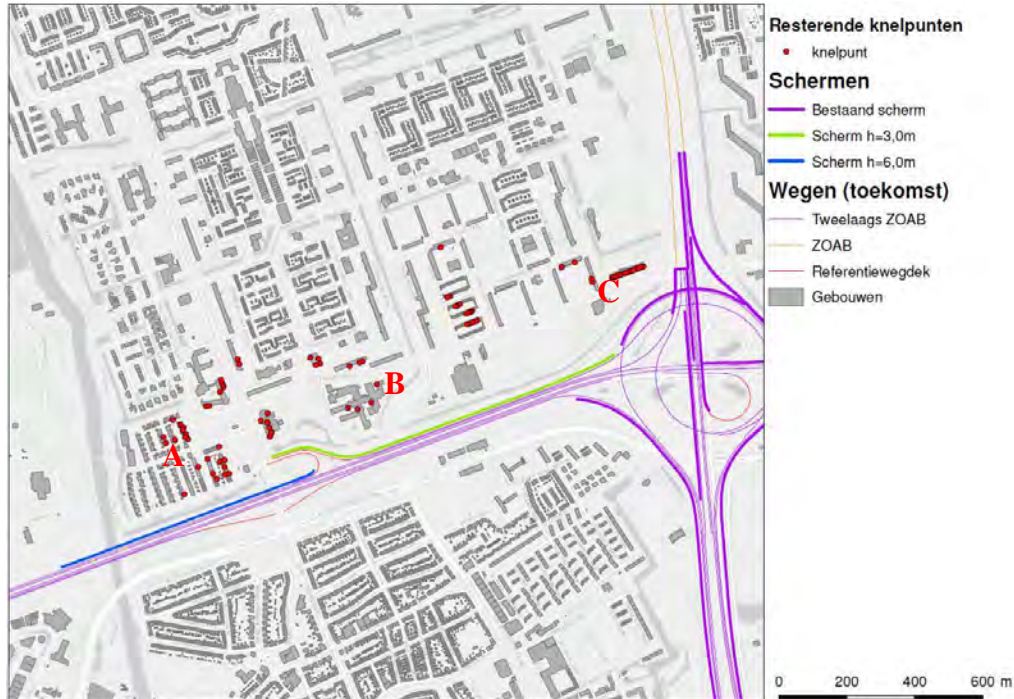 Resterende knelpunten
knelpunt
Schermen
Bestaand scherm
Scherm h=3,0m
Scherm h=6,0m
Wegen (toekomst)
Tweelaags ZOAB
ZOAB
Referentiewegdek
Gebouwen
C
B
A
0 200 400 600 m